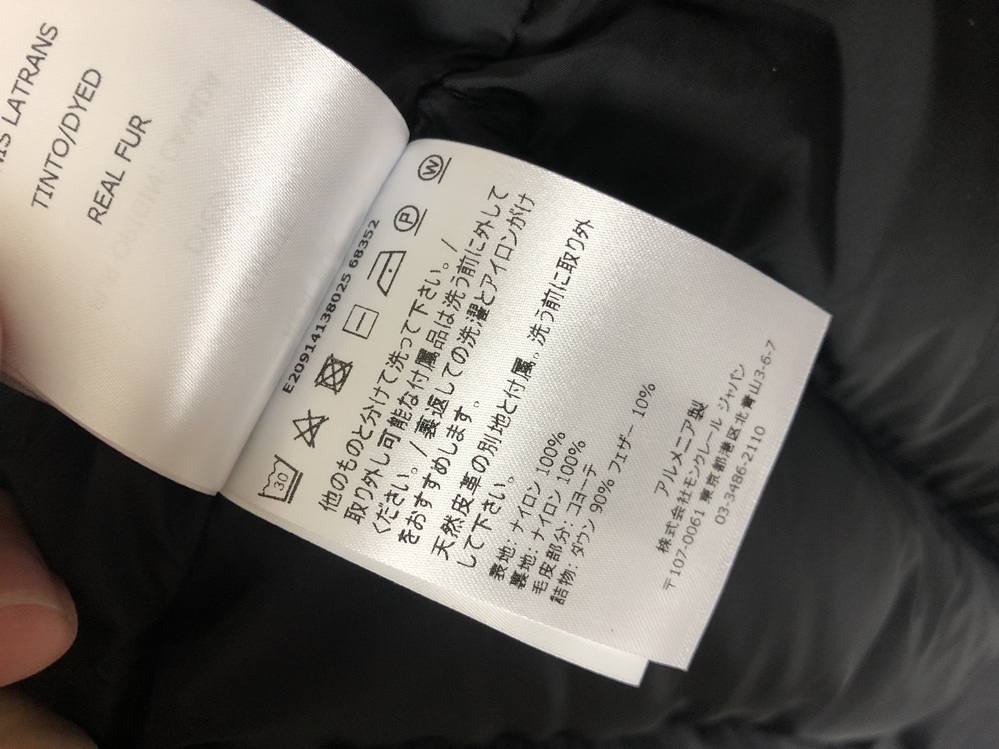 IS LATRANS
TINTO/DYED
REAL FUR
E20914138025 68352
30
P
W
他のものと分けて洗って下さい。/
取り外し可能な付属品は洗う前に外して
ください。/ 裏返しての洗濯とアイロンがけ
をおすすめします。
天然皮革の別地と付属。洗う前に取り外
して下さい。
表地: ナイロン 100%
裏地: ナイロン 100%
毛皮部分: コヨーテ
詰物: ダウン 90% フェザー 10%
アルメニア製
株式会社モンクレール ジャパン
〒107-0061 東京都港区北青山3-6-7
03-3486-2110